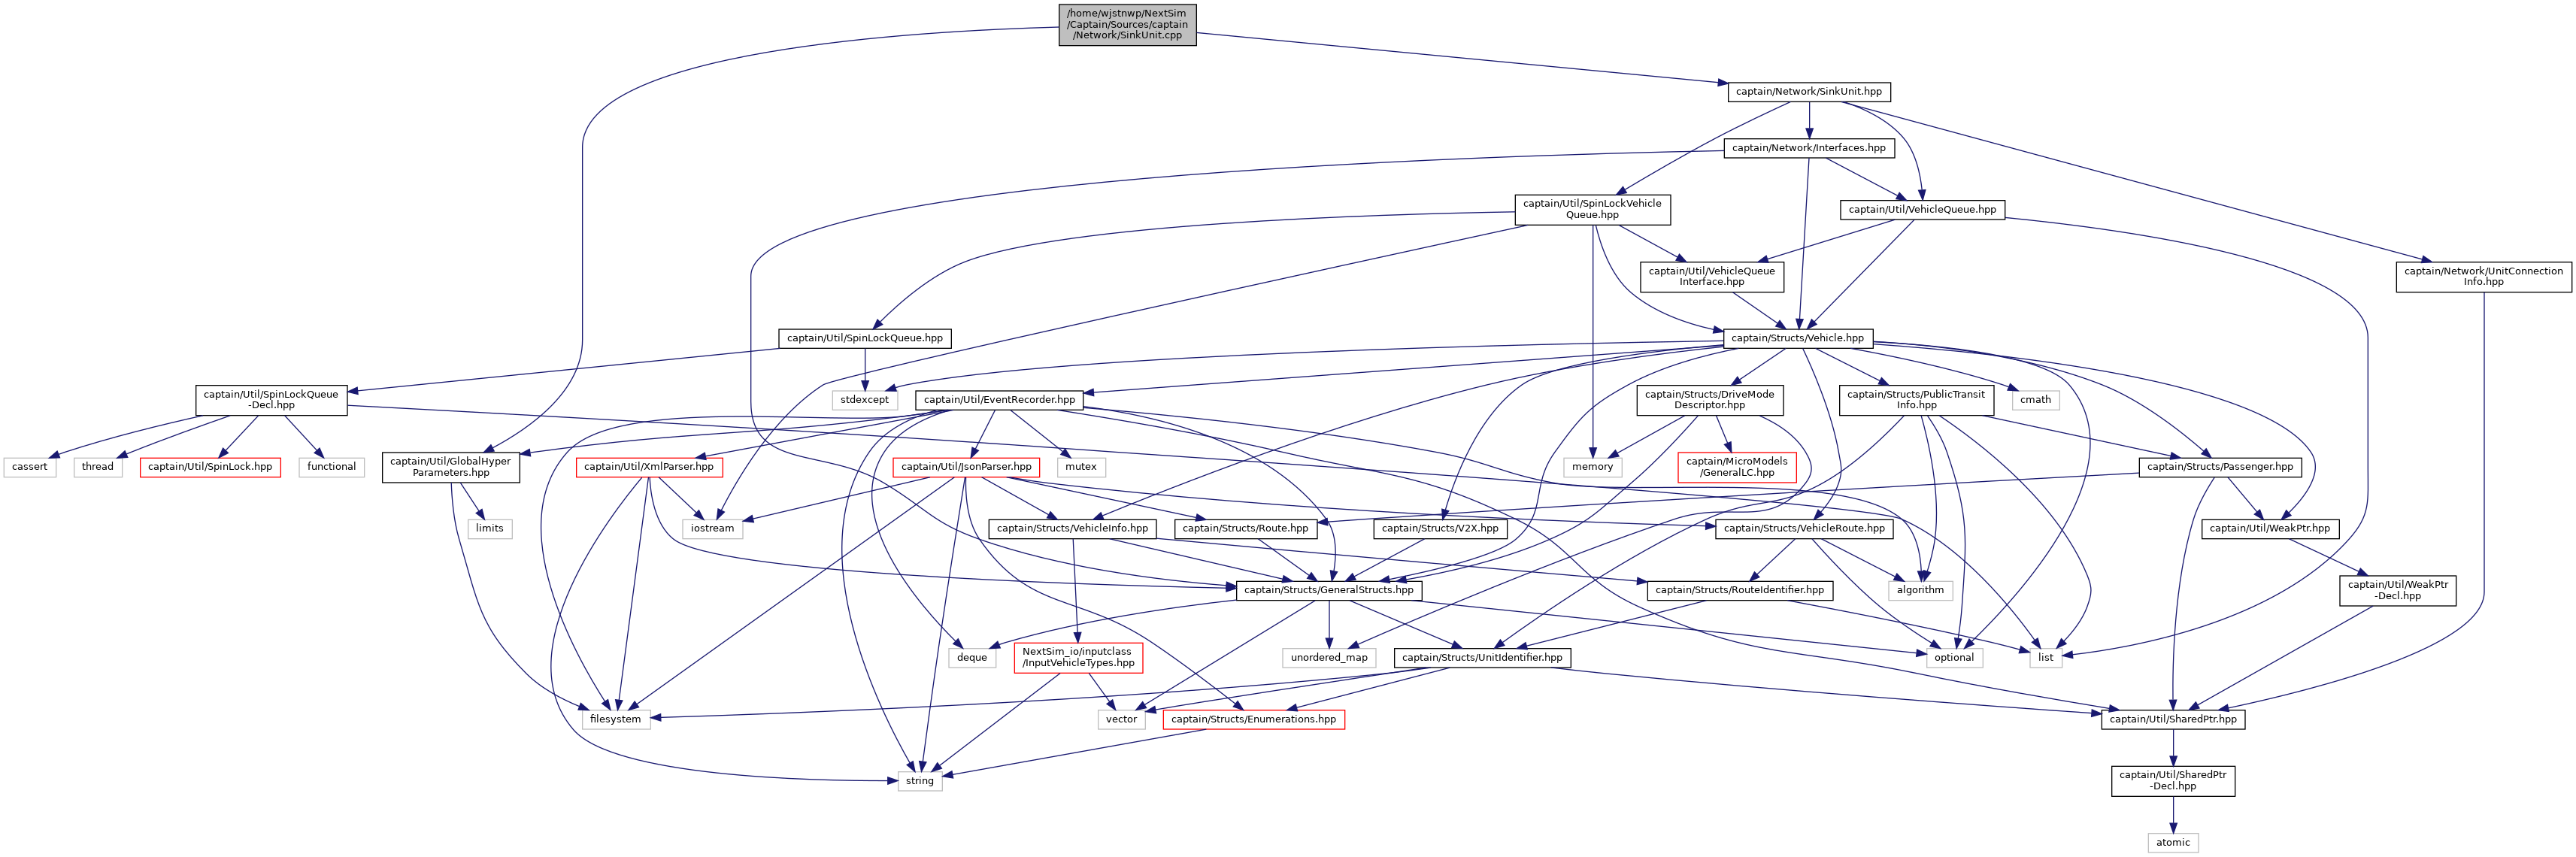 /home/wjstnwp/NextSim
/Captain/Sources/captain
/Network/SinkUnit.cpp
captain/Network/SinkUnit.hpp
captain/Network/Interfaces.hpp
captain/Util/SpinLockVehicle
Queue.hpp
captain/Util/VehicleQueue.hpp
captain/Util/VehicleQueue
Interface.hpp
captain/Network/UnitConnection
Info.hpp
captain/Util/SpinLockQueue.hpp
captain/Structs/Vehicle.hpp
captain/Util/SpinLockQueue
-Decl.hpp
stdexcept
captain/Util/EventRecorder.hpp
captain/Structs/DriveMode
Descriptor.hpp
captain/Structs/PublicTransit
Info.hpp
cmath
cassert
thread
captain/Util/SpinLock.hpp
functional
captain/Util/GlobalHyper
Parameters.hpp
captain/Util/XmlParser.hpp
captain/Util/JsonParser.hpp
mutex
memory
captain/MicroModels
/GeneralLC.hpp
captain/Structs/Passenger.hpp
limits
iostream
captain/Structs/VehicleInfo.hpp
captain/Structs/Route.hpp
captain/Structs/V2X.hpp
captain/Structs/VehicleRoute.hpp
captain/Util/WeakPtr.hpp
captain/Structs/GeneralStructs.hpp
captain/Structs/RouteIdentifier.hpp
algorithm
captain/Util/WeakPtr
-Decl.hpp
deque
NextSim_io/inputclass
/InputVehicleTypes.hpp
unordered_map
captain/Structs/UnitIdentifier.hpp
optional
list
filesystem
vector
captain/Structs/Enumerations.hpp
captain/Util/SharedPtr.hpp
string
captain/Util/SharedPtr
-Decl.hpp
atomic